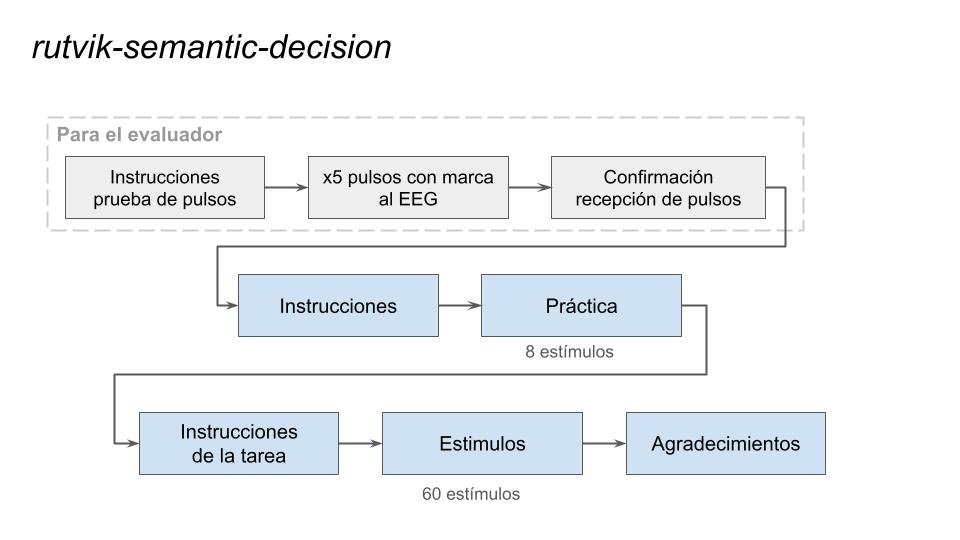 rutvik-semantic-decision
Para el evaluador
Instrucciones
prueba de pulsos
x5 pulsos con marca
al EEG
Confirmación
recepción de pulsos
Instrucciones
Práctica
8 estímulos
Instrucciones
de la tarea
Estimulos
Agradecimientos
60 estímulos